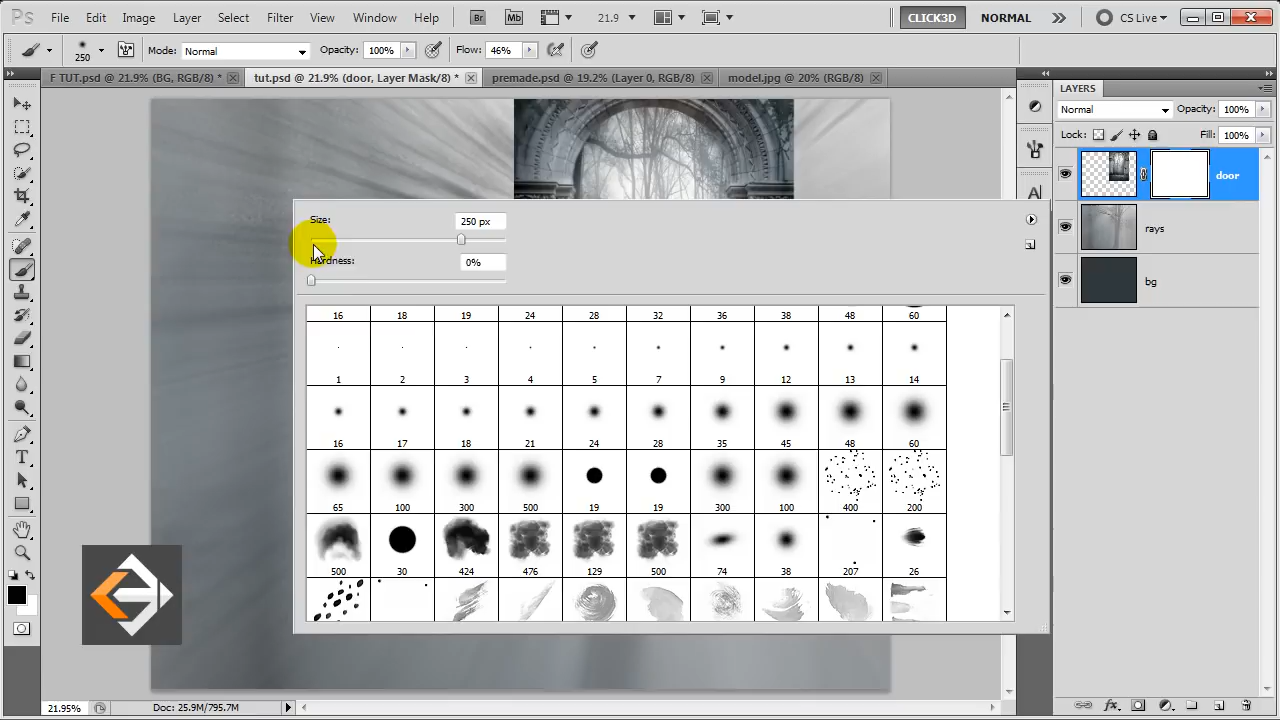 Ps File Edit Image Layer Select Filter View Window Help Br Mb 21.9 CLICK3D NORMAL CS Live
250 Mode: Normal Opacity: 100% Flow: 46%
F TUT.psd @ 21.9% (BG, RGB/8) * tut.psd @ 21.9% (door, Layer Mask/8) * premade.psd @ 19.2% (Layer 0, RGB/8) model.jpg @ 20% (RGB/8)
LAYERS
Normal Opacity: 100%
Lock: Fill: 100%
door
rays
bg
Size: 250 px
Hardness: 0%
16 18 19 24 28 32 36 38 48 60
1 2 3 4 5 7 9 12 13 14
16 17 18 21 24 28 35 45 48 60
65 100 300 500 19 19 300 100 400 200
500 30 424 476 129 500 74 38 207 26
21.95% Doc: 25.9M/795.7M